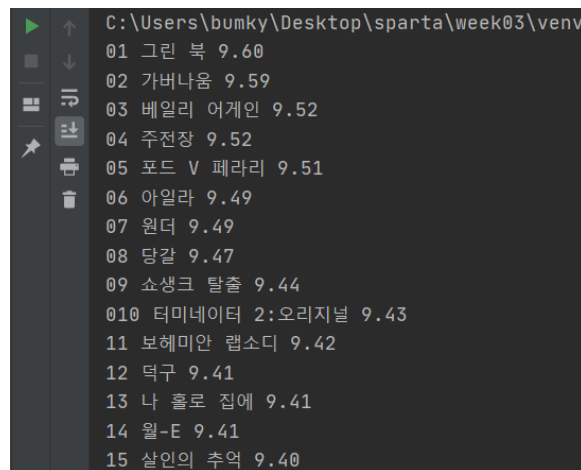 C:\Users\bumky\Desktop\sparta\week03\venv
01 그린 북 9.60
02 가버나움 9.59
03 베일리 어게인 9.52
04 주전장 9.52
05 포드 V 페라리 9.51
06 아일라 9.49
07 원더 9.49
08 당갈 9.47
09 쇼생크 탈출 9.44
010 터미네이터 2:오리지널 9.43
11 보헤미안 랩소디 9.42
12 덕구 9.41
13 나 홀로 집에 9.41
14 월-E 9.41
15 살인의 추억 9.40